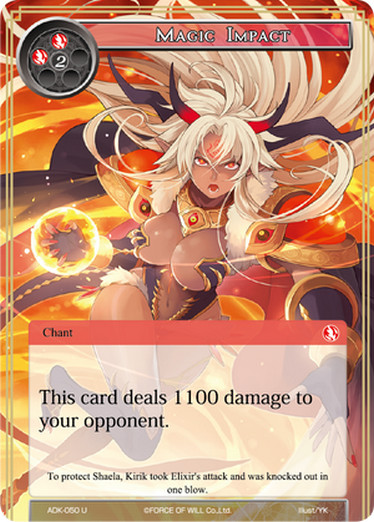 Magic Impact
2
Chant
This card deals 1100 damage to
your opponent.
To protect Shaela, Kirik took Elixir's attack and was knocked out in
one blow.
ADK-050 U ©FORCE OF WILL Co.,Ltd. Illust/YK